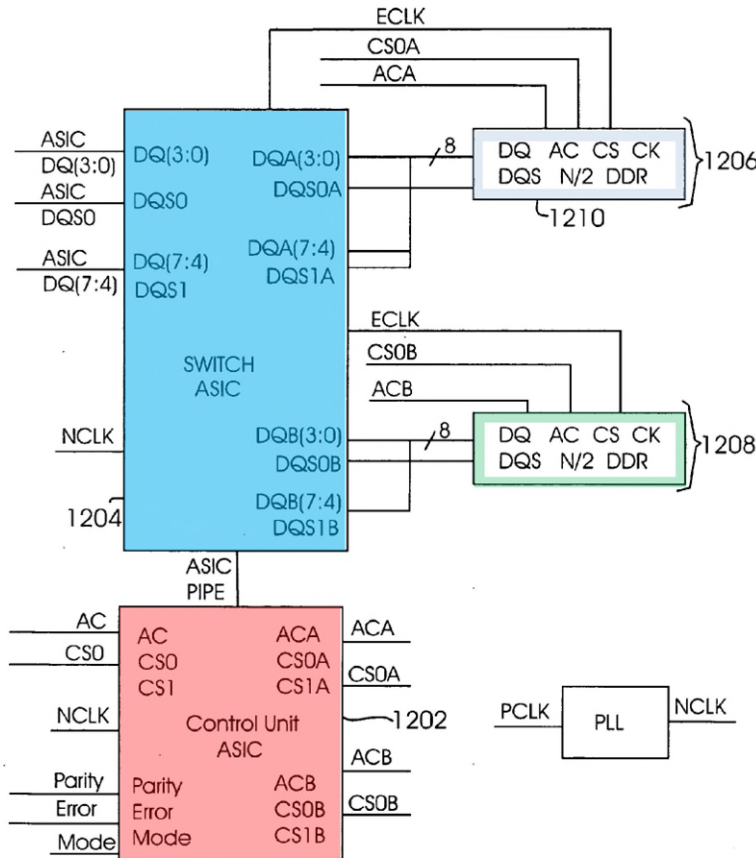 ECLK
CS0A
ACA
ASIC
DQ(3:0)
ASIC
DQS0
ASIC
DQ(7:4)
DQ(3:0)
DQS0
DQ(7:4)
DQS1
DQA(3:0)
DQS0A
DQA(7:4)
DQS1A
8
DQ AC CS CK
DQS N/2 DDR
1206
1210
SWITCH
ASIC
ECLK
CS0B
ACB
NCLK
DQB(3:0)
DQS0B
DQB(7:4)
DQS1B
8
DQ AC CS CK
DQS N/2 DDR
1208
1204
ASIC
PIPE
AC
CS0
NCLK
Parity
Error
Mode
AC
CS0
CS1
ACA
CS0A
CS1A
Control Unit
ASIC
Parity
Error
Mode
ACB
CS0B
CS1B
ACA
CS0A
1202
ACB
CS0B
PCLK
PLL
NCLK